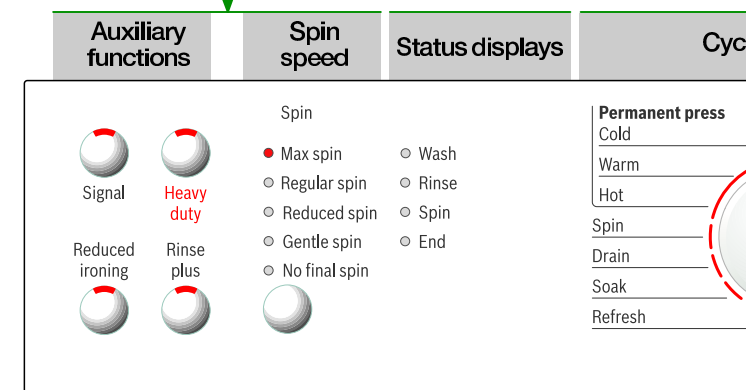 Auxiliary
functions
Spin
speed
Status displays
Cyc
Spin
Max spin
Regular spin
Reduced spin
Gentle spin
No final spin
Wash
Rinse
Spin
End
Signal
Heavy
duty
Reduced
ironing
Rinse
plus
Permanent press
Cold
Warm
Hot
Spin
Drain
Soak
Refresh